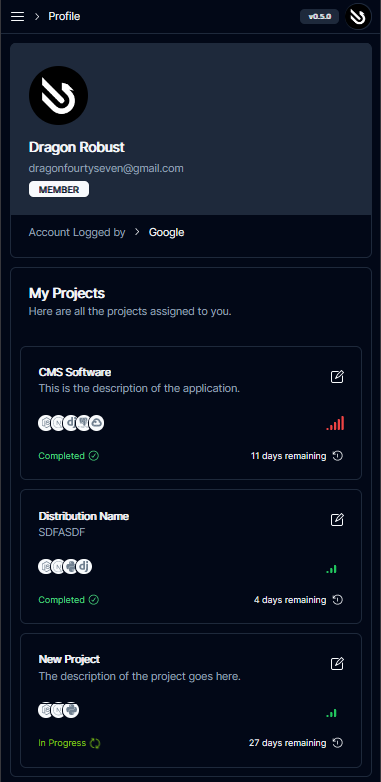 Profile
v0.5.0
Dragon Robust
dragonfourtyseven@gmail.com
MEMBER
Account Logged by > Google
My Projects
Here are all the projects assigned to you.
CMS Software
This is the description of the application.
dj
Completed
11 days remaining
Distribution Name
SDFASDF
dj
Completed
4 days remaining
New Project
The description of the project goes here.
In Progress
27 days remaining